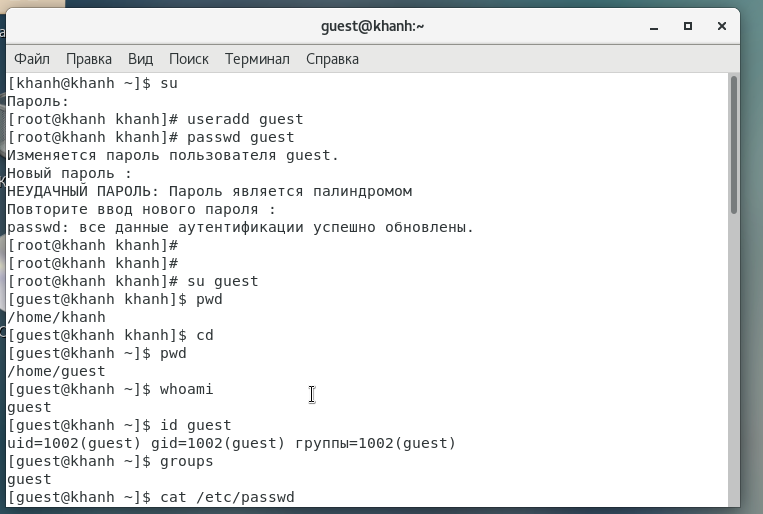 guest@khanh:~
Файл Правка Вид Поиск Терминал Справка
[khanh@khanh ~]$ su
Пароль:
[root@khanh khanh]# useradd guest
[root@khanh khanh]# passwd guest
Изменяется пароль пользователя guest.
Новый пароль :
НЕУДАЧНЫЙ ПАРОЛЬ: Пароль является палиндромом
Повторите ввод нового пароля :
passwd: все данные аутентификации успешно обновлены.
[root@khanh khanh]#
[root@khanh khanh]#
[root@khanh khanh]# su guest
[guest@khanh khanh]$ pwd
/home/khanh
[guest@khanh khanh]$ cd
[guest@khanh ~]$ pwd
/home/guest
[guest@khanh ~]$ whoami
guest
[guest@khanh ~]$ id guest
uid=1002(guest) gid=1002(guest) группы=1002(guest)
[guest@khanh ~]$ groups
guest
[guest@khanh ~]$ cat /etc/passwd